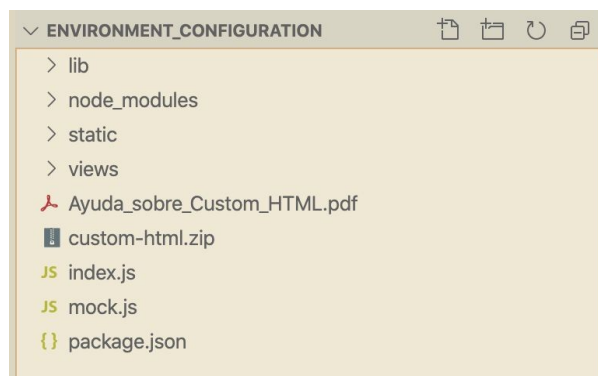 ENVIRONMENT_CONFIGURATION
lib
node_modules
static
views
Ayuda_sobre_Custom_HTML.pdf
custom-html.zip
JS index.js
JS mock.js
{} package.json